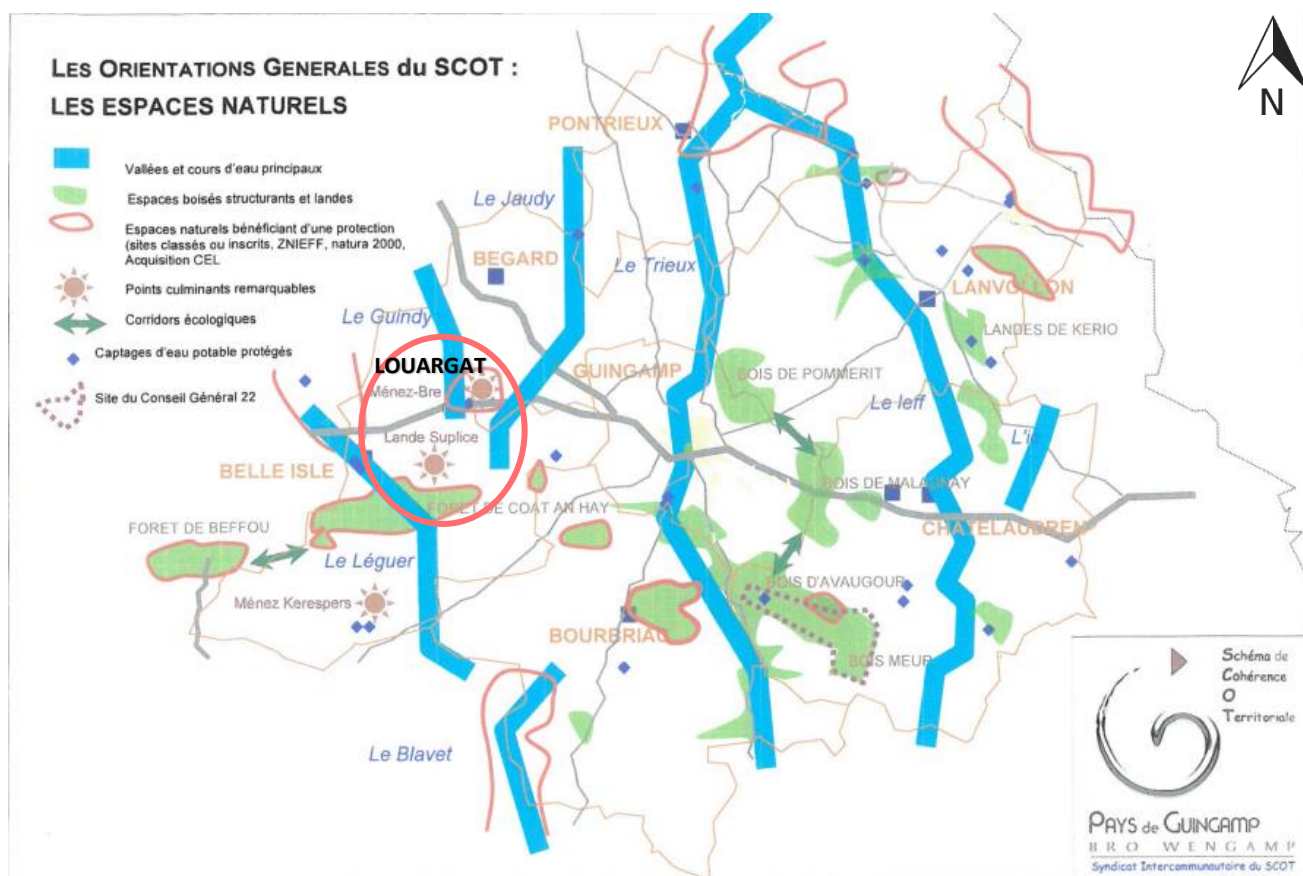 LES ORIENTATIONS GENERALES du SCOT :
LES ESPACES NATURELS
N
Vallées et cours d'eau principaux
Espaces boisés structurants et landes
Espaces naturels bénéficiant d'une protection
(sites classés ou inscrits, ZNIEFF, natura 2000,
Acquisition CEL
Points culminants remarquables
Corridors écologiques
Captages d'eau potable protégés
Site du Conseil Général 22
PONTRIEUX
Le Jaudy
BEGARD
Le Trieux
LANVOLLON
Le Guindy
LANDES DE KERIO
LOUARGAT
GUINGAMP
BOIS DE POMMERIT
Ménez-Bre
Le leff
Lande Suplice
L'ic
BELLE ISLE
BOIS DE MALAUNAY
FORET DE COAT AN HAY
CHATELAUDREN
FORET DE BEFFOU
Le Léguer
BOIS D'AVAUGOUR
Ménez Kerespers
BOURBRIAC
BOIS MEUR
Le Blavet
Schéma de
Cohérence
O
Territoriale
PAYS de GUINGAMP
BRO WENGAMP
Syndicat Intercommunautaire du SCOT